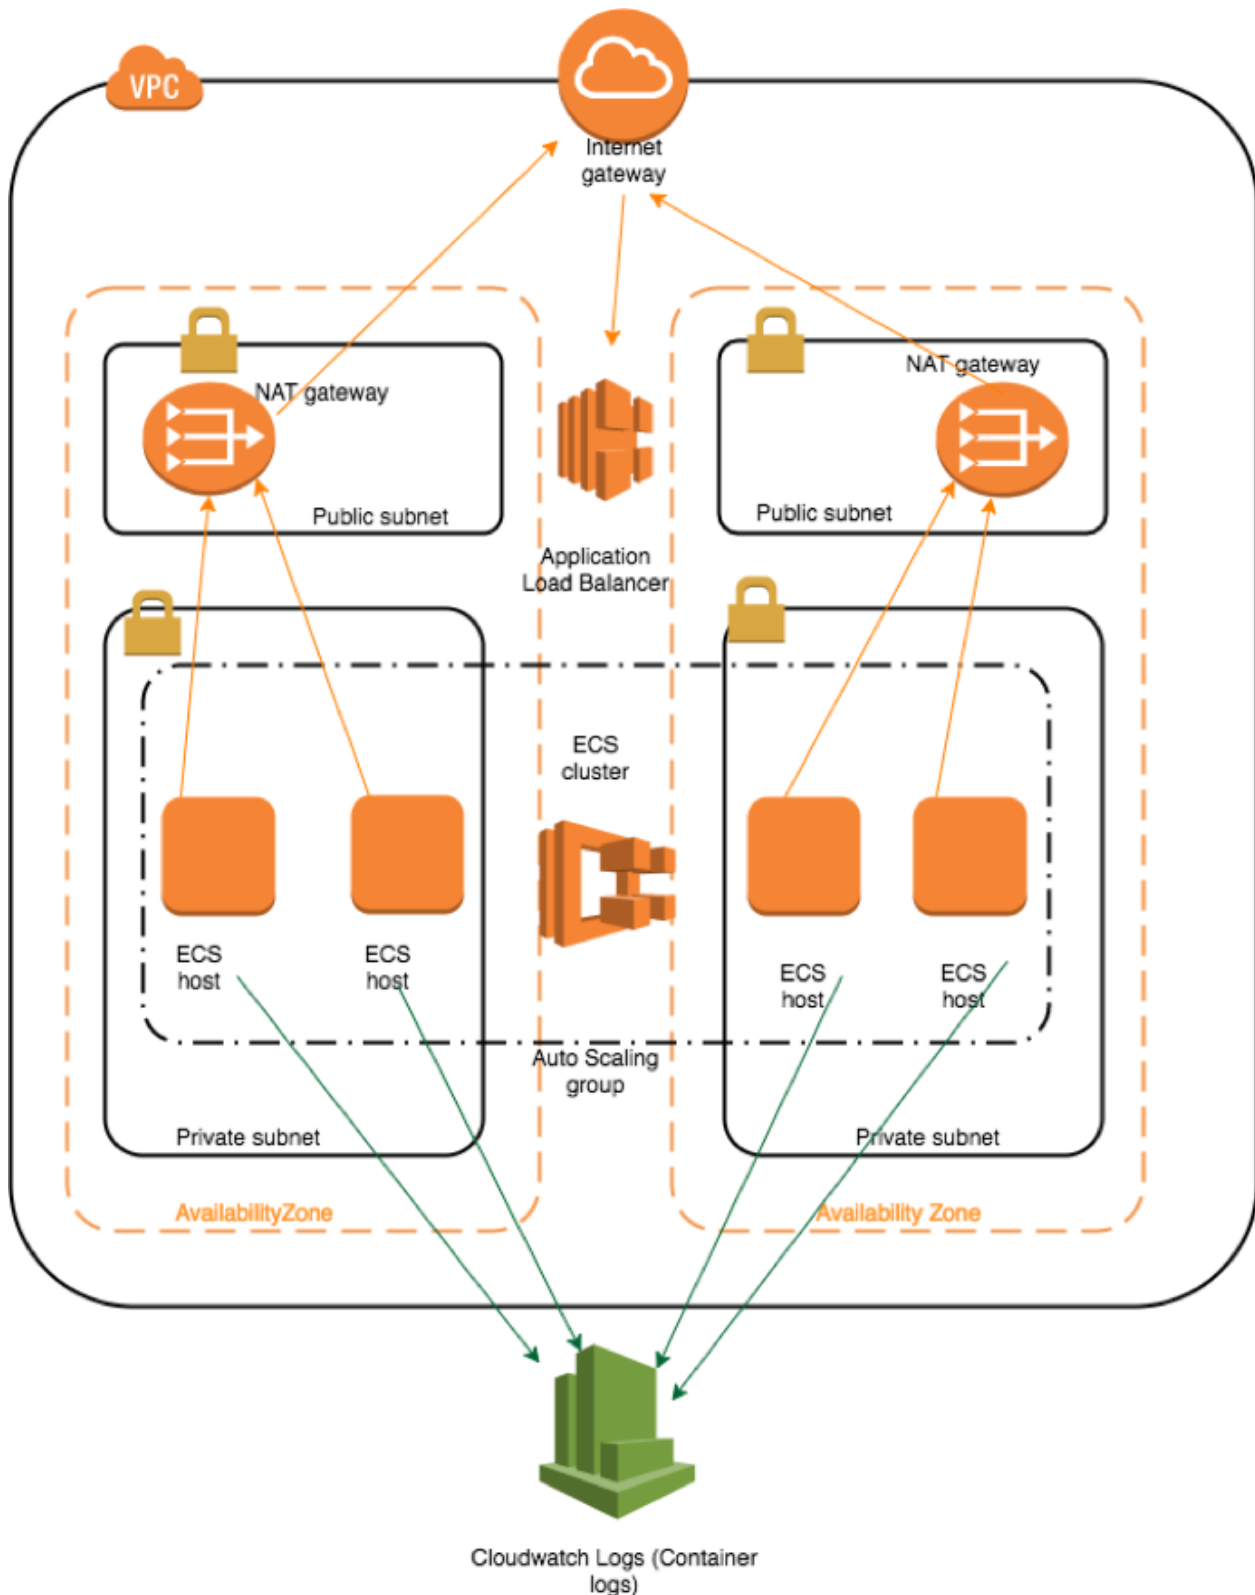 VPC
Internet
gateway
NAT gateway
NAT gateway
Public subnet
Public subnet
Application
Load Balancer
ECS
cluster
ECS
host
ECS
host
ECS
host
ECS
host
Auto Scaling
group
Private subnet
Private subnet
AvailabilityZone
Availability Zone
Cloudwatch Logs (Container
logs)